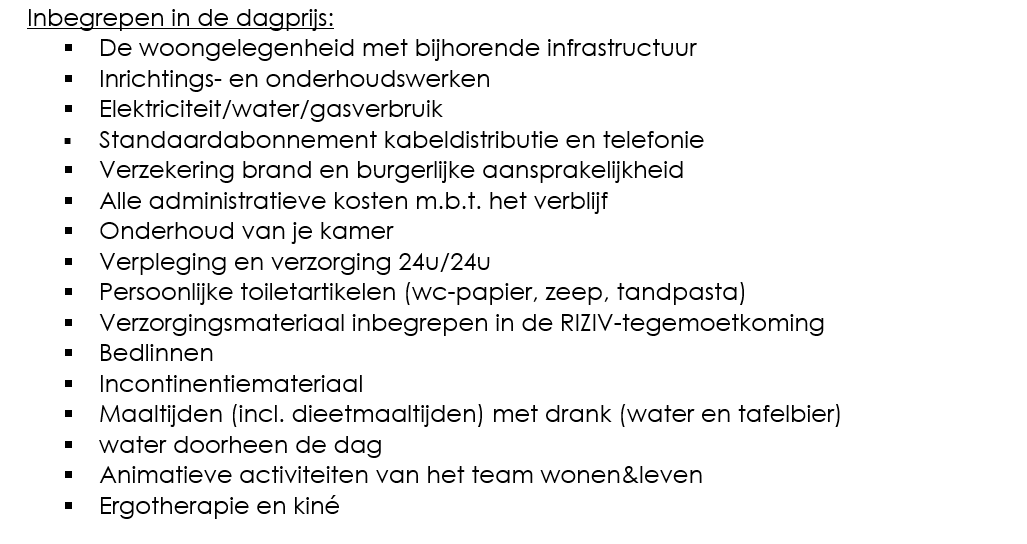 Inbegrepen in de dagprijs:
▪ De woongelegenheid met bijhorende infrastructuur
▪ Inrichtings- en onderhoudswerken
▪ Elektriciteit/water/gasverbruik
▪ Standaardabonnement kabeldistributie en telefonie
▪ Verzekering brand en burgerlijke aansprakelijkheid
▪ Alle administratieve kosten m.b.t. het verblijf
▪ Onderhoud van je kamer
▪ Verpleging en verzorging 24u/24u
▪ Persoonlijke toiletartikelen (wc-papier, zeep, tandpasta)
▪ Verzorgingsmateriaal inbegrepen in de RIZIV-tegemoetkoming
▪ Bedlinnen
▪ Incontinentiemateriaal
▪ Maaltijden (incl. dieetmaaltijden) met drank (water en tafelbier)
▪ water doorheen de dag
▪ Animatieve activiteiten van het team wonen&leven
▪ Ergotherapie en kiné